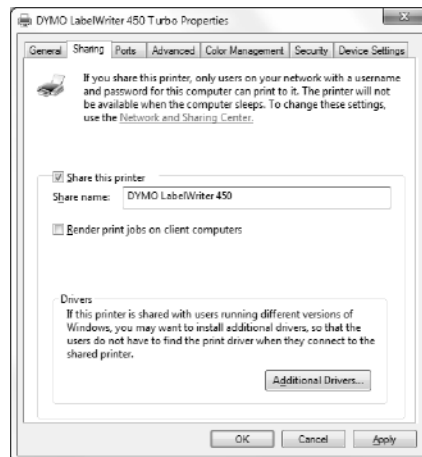 DYMO LabelWriter 450 Turbo Properties
General Sharing Ports Advanced Color Management Security Device Settings
If you share this printer, only users on your network with a username
and password for this computer can print to it. The printer will not
be available when the computer sleeps. To change these settings,
use the Network and Sharing Center.
Share this printer
Share name: DYMO LabelWriter 450
Render print jobs on client computers
Drivers
If this printer is shared with users running different versions of
Windows, you may want to install additional drivers, so that the
users do not have to find the print driver when they connect to the
shared printer.
Additional Drivers...
OK Cancel Apply